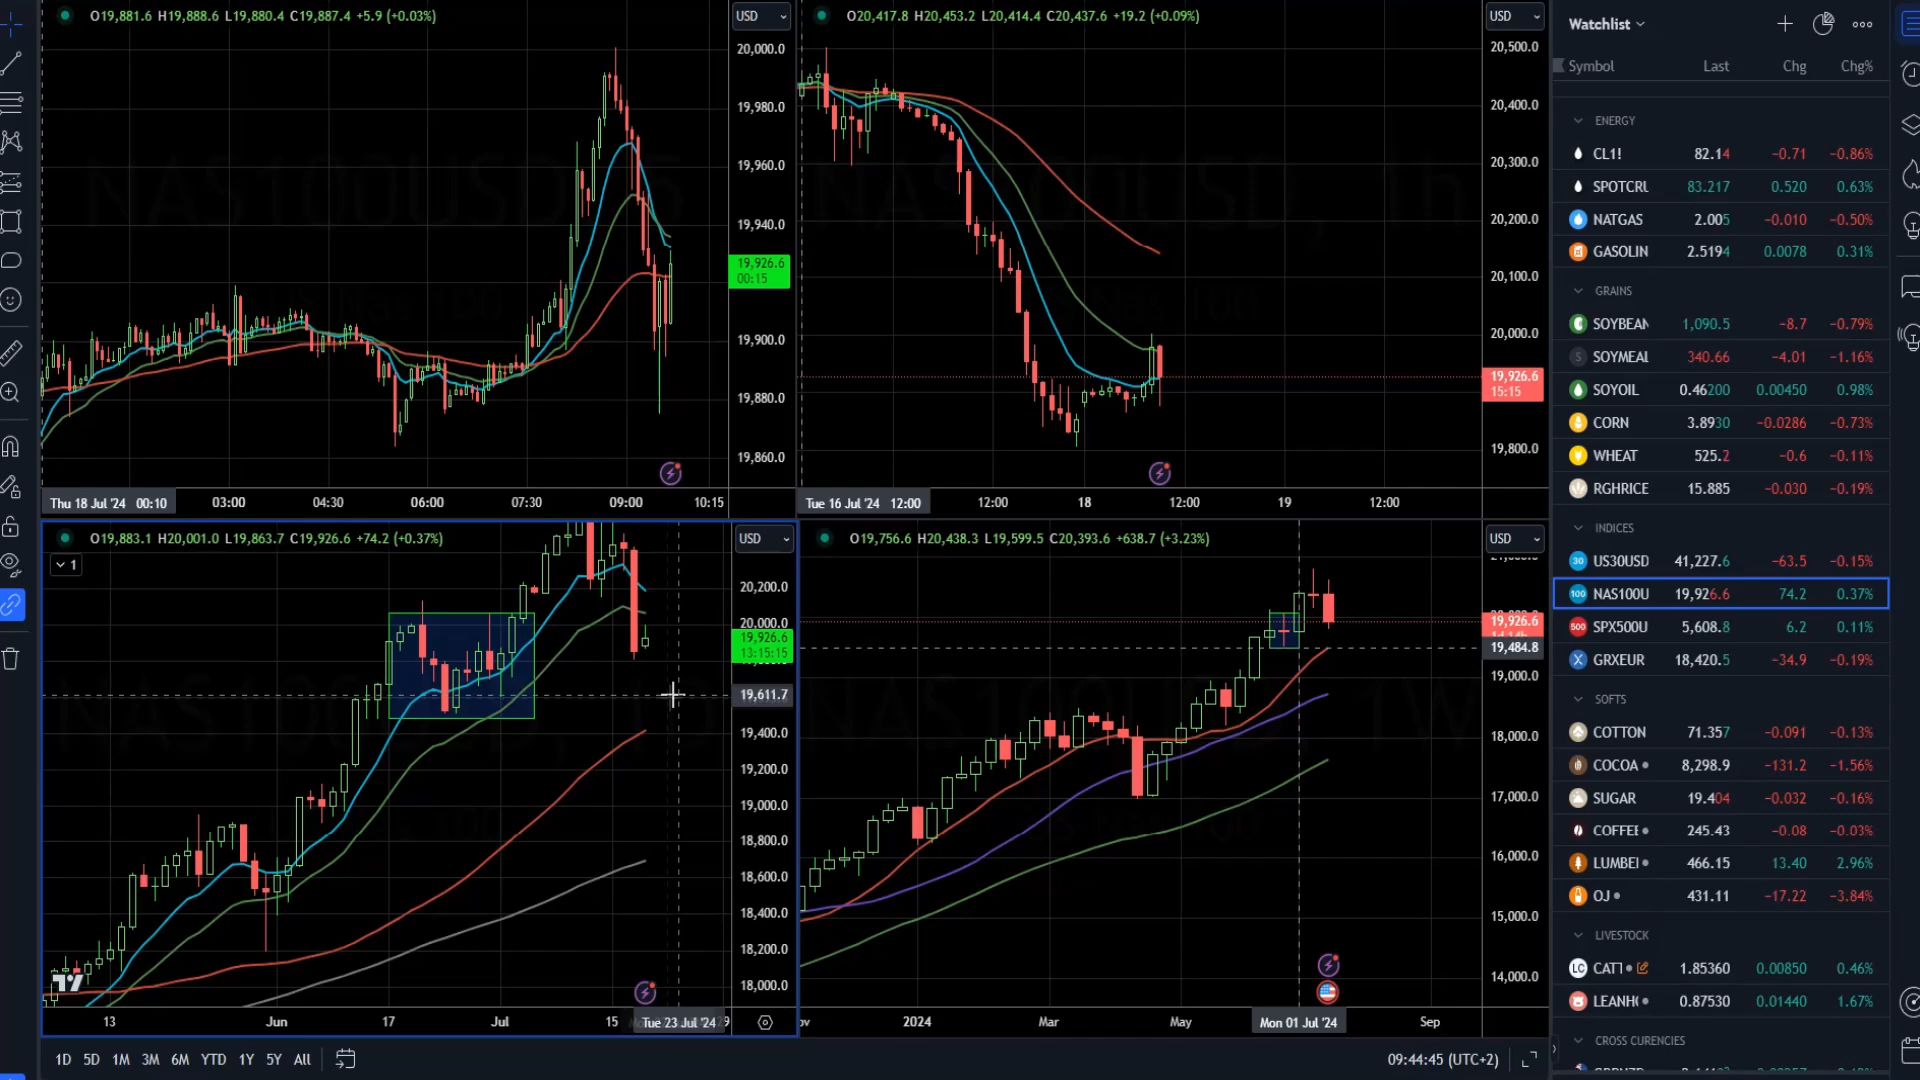 O19,881.6 H19,888.6 L19,880.4 C19,887.4 +5.9 (+0.03%)
USD
20,000.0
19,980.0
19,960.0
19,940.0
19,926.6
00:15
19,900.0
19,880.0
19,860.0
Thu 18 Jul '24 00:10
03:00
04:30
06:00
07:30
09:00
10:15
O20,417.8 H20,453.2 L20,414.4 C20,437.6 +19.2 (+0.09%)
USD
20,500.0
20,400.0
20,300.0
20,200.0
20,100.0
20,000.0
19,926.6
15:15
19,800.0
Tue 16 Jul '24 12:00
12:00
18
12:00
19
12:00
O19,883.1 H20,001.0 L19,863.7 C19,926.6 +74.2 (+0.37%)
1
USD
20,200.0
20,000.0
19,926.6
13:15:15
19,611.7
19,400.0
19,200.0
19,000.0
18,800.0
18,600.0
18,400.0
18,200.0
18,000.0
13
Jun
17
Jul
15
Tue 23 Jul '24
O19,756.6 H20,438.3 L19,599.5 C20,393.6 +638.7 (+3.23%)
USD
19,926.6
1d 14h
19,484.8
19,000.0
18,000.0
17,000.0
16,000.0
15,000.0
14,000.0
2024
Mar
May
Mon 01 Jul '24
Sep
1D 5D 1M 3M 6M YTD 1Y 5Y All
09:44:45 (UTC+2)
Watchlist
Symbol Last Chg Chg%
ENERGY
CL1! 82.14 −0.71 −0.86%
SPOTCRU 83.217 0.520 0.63%
NATGAS 2.005 −0.010 −0.50%
GASOLIN 2.5194 0.0078 0.31%
GRAINS
SOYBEAN 1,090.5 −8.7 −0.79%
SOYMEAL 340.66 −4.01 −1.16%
SOYOIL 0.46200 0.00450 0.98%
CORN 3.8930 −0.0286 −0.73%
WHEAT 525.2 −0.6 −0.11%
RGHRICE 15.885 −0.030 −0.19%
INDICES
30 US30USD 41,227.6 −63.5 −0.15%
100 NAS100U 19,926.6 74.2 0.37%
500 SPX500U 5,608.8 6.2 0.11%
GRXEUR 18,420.5 −34.9 −0.19%
SOFTS
COTTON 71.357 −0.091 −0.13%
COCOA 8,298.9 −131.2 −1.56%
SUGAR 19.404 −0.032 −0.16%
COFFEE 245.43 −0.08 −0.03%
LUMBEI 466.15 13.40 2.96%
OJ 431.11 −17.22 −3.84%
LIVESTOCK
LC CATT 1.85360 0.00850 0.46%
LEANH 0.87530 0.01440 1.67%
CROSS CURENCIES